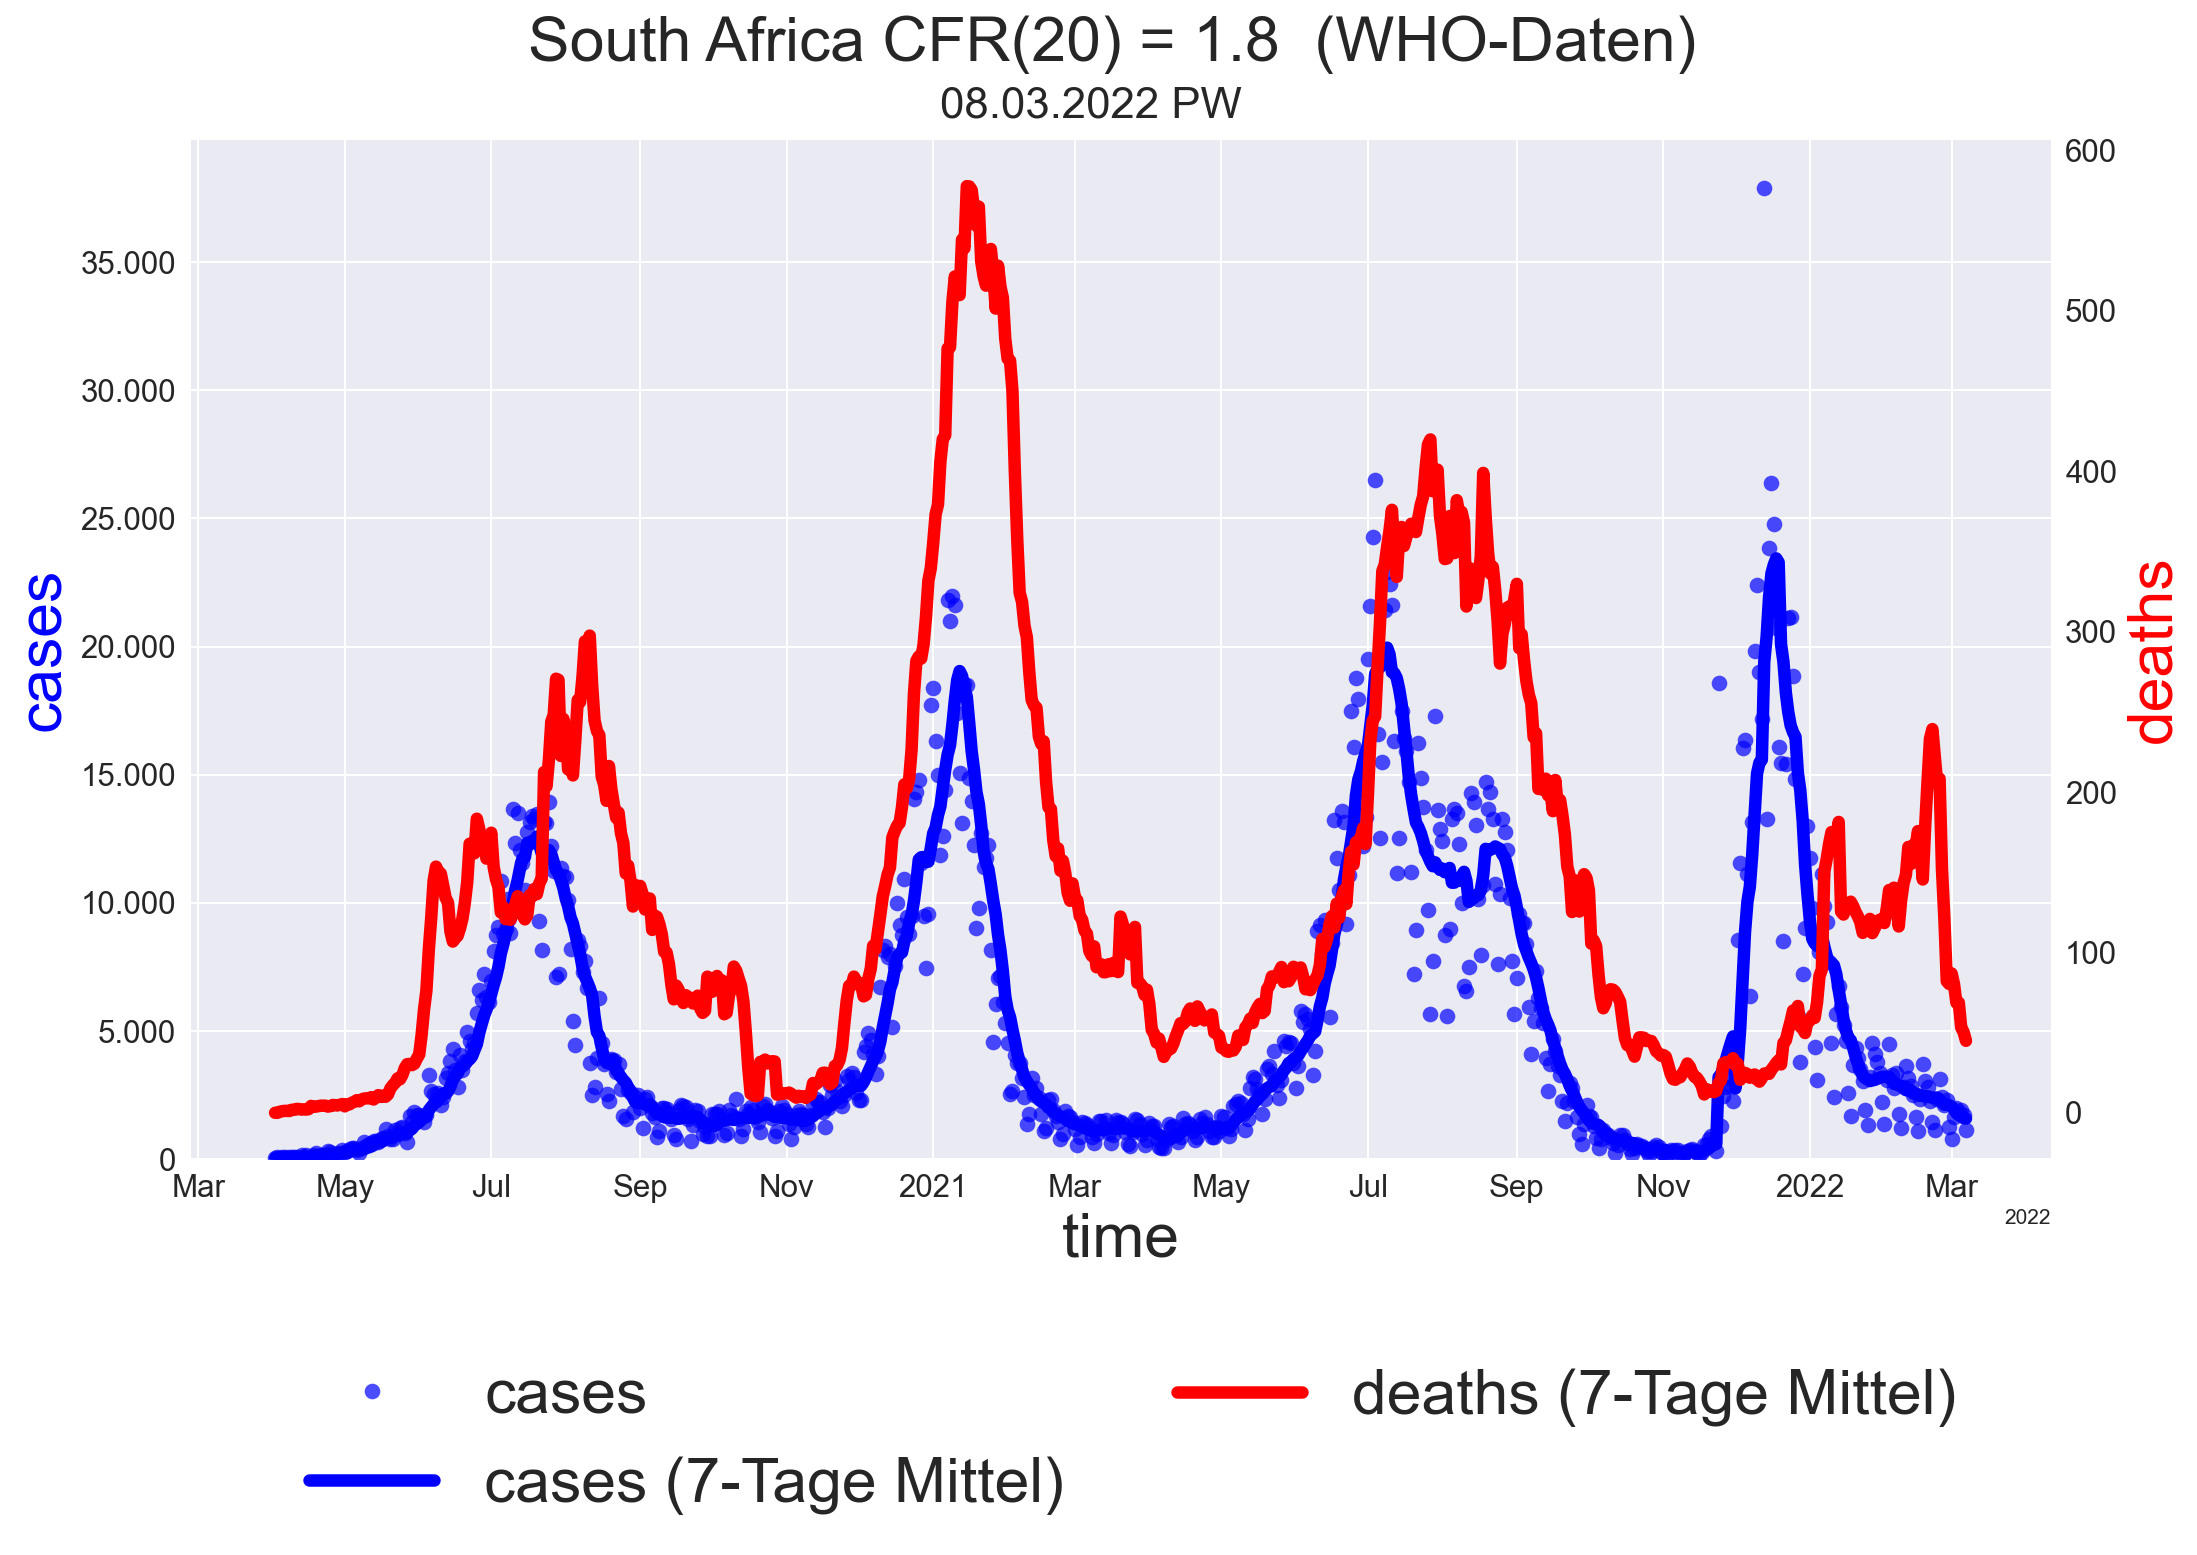 South Africa CFR(20) = 1.8 (WHO-Daten)
08.03.2022 PW
cases
35.000
30.000
25.000
20.000
15.000
10.000
5.000
0
600
500
400
300
200
100
0
deaths
Mar May Jul Sep Nov 2021 Mar May Jul Sep Nov 2022 Mar
2022
time
cases
cases (7-Tage Mittel)
deaths (7-Tage Mittel)